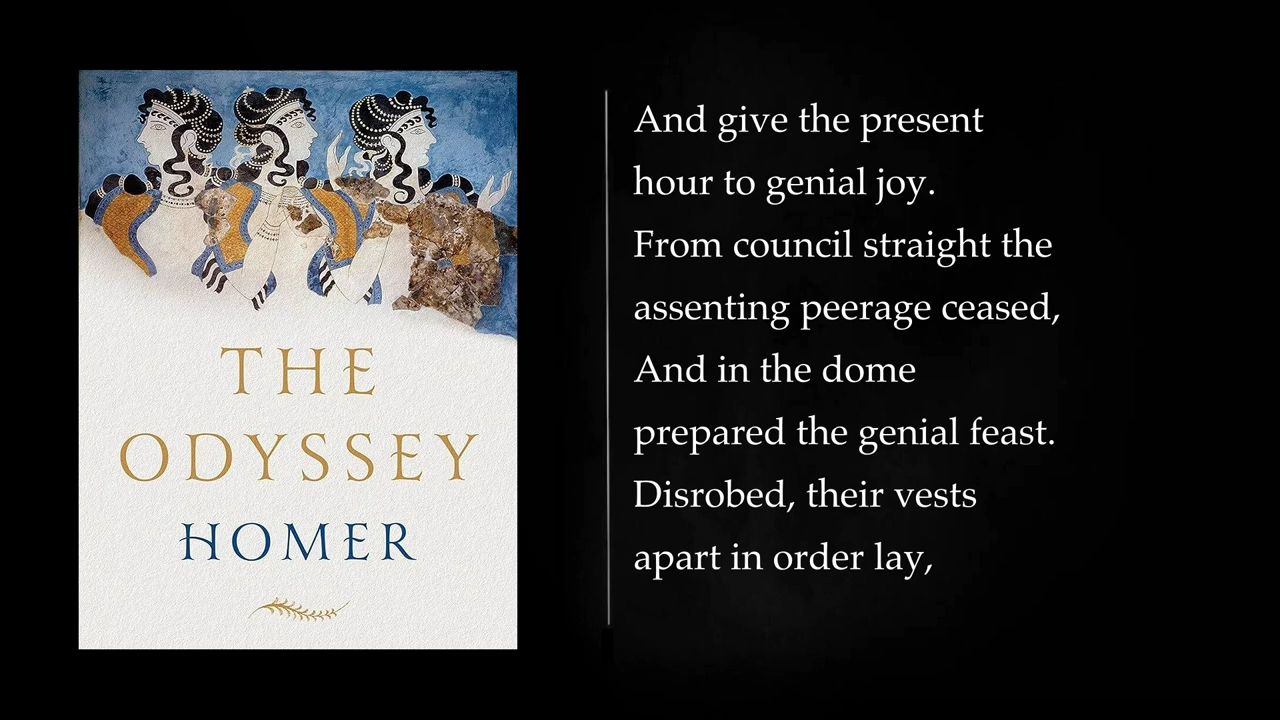 THE
ODYSSEY
HOMER
And give the present
hour to genial joy.
From council straight the
assenting peerage ceased,
And in the dome
prepared the genial feast.
Disrobed, their vests
apart in order lay,